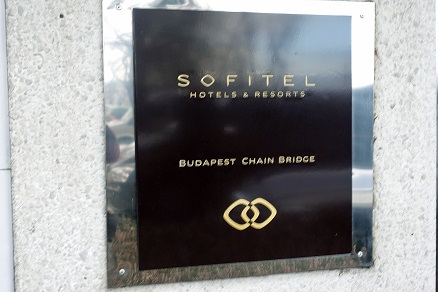 SOFITEL
HOTELS & RESORTS
BUDAPEST CHAIN BRIDGE